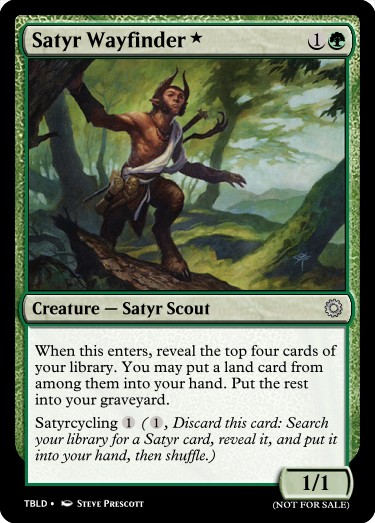 Satyr Wayfinder ★ 1
Creature — Satyr Scout
When this enters, reveal the top four cards of
your library. You may put a land card from
among them into your hand. Put the rest
into your graveyard.
Satyrcycling 1 ( 1, Discard this card: Search
your library for a Satyr card, reveal it, and put it
into your hand, then shuffle.)
1/1
TBLD • Steve Prescott
(NOT FOR SALE)